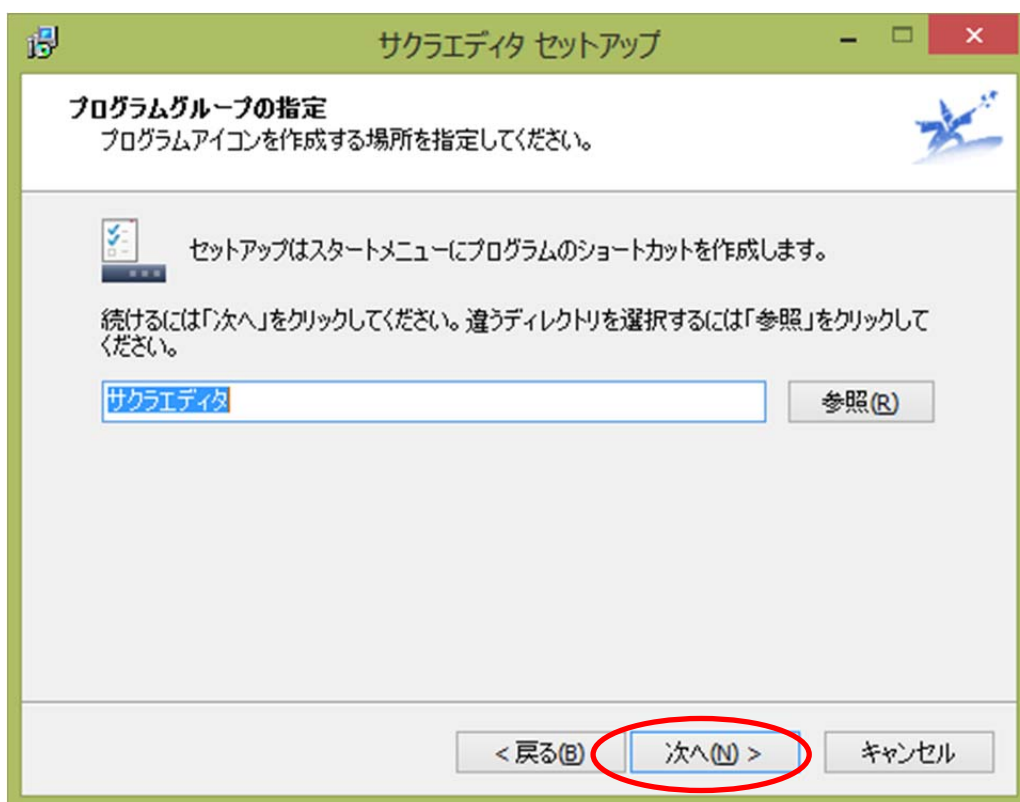 サクラエディタ セットアップ
プログラムグループの指定
プログラムアイコンを作成する場所を指定してください。
セットアップはスタートメニューにプログラムのショートカットを作成します。
続けるには「次へ」をクリックしてください。違うディレクトリを選択するには「参照」をクリックして
ください。
サクラエディタ
参照(R)
< 戻る(B)
次へ(N) >
キャンセル